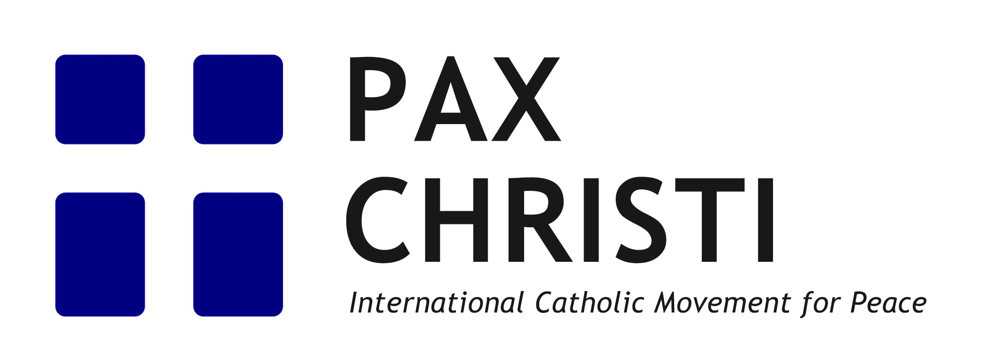 PAX
CHRISTI
International Catholic Movement for Peace